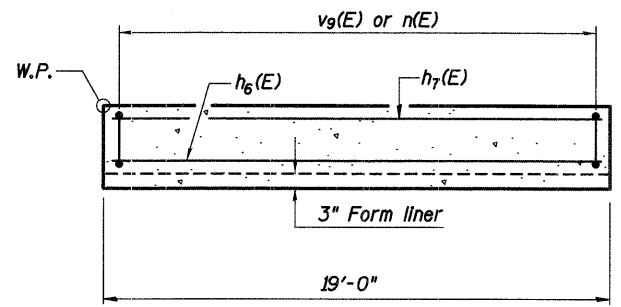 v9(E) or n(E)
W.P.
h6(E)
h7(E)
3" Form liner
19'-0"